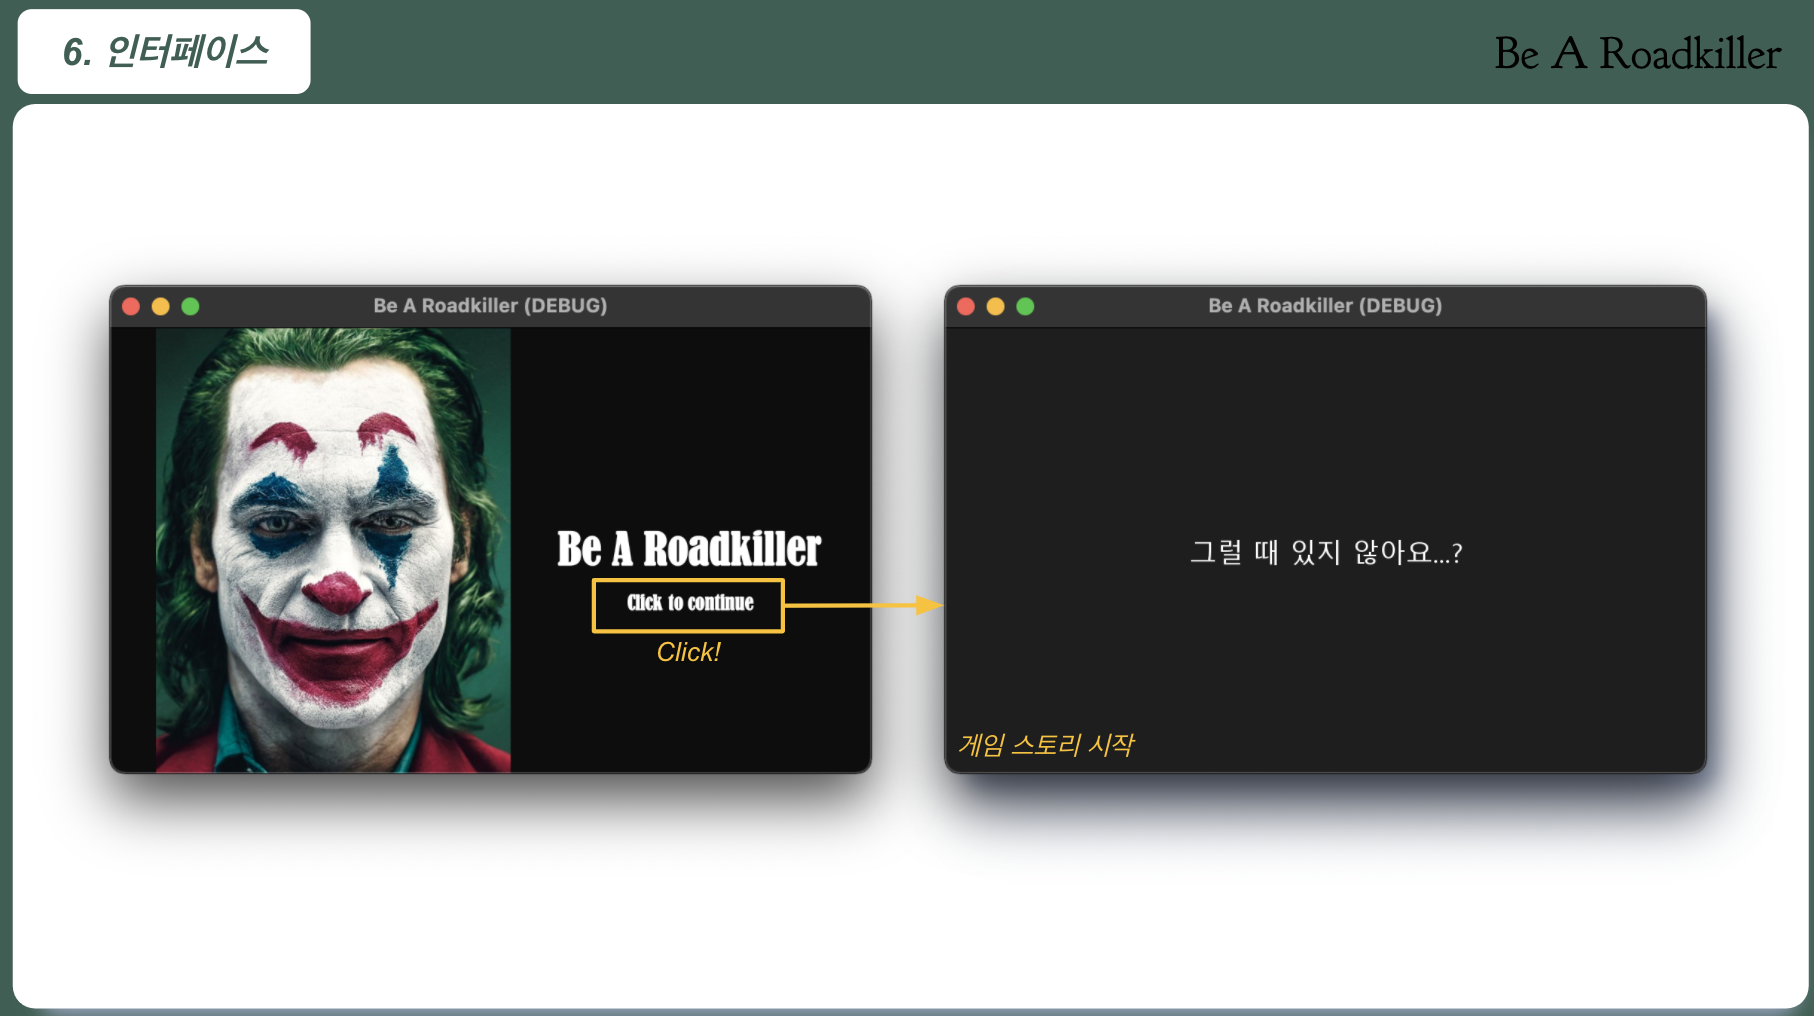 6. 인터페이스
Be A Roadkiller
Be A Roadkiller (DEBUG)
Be A Roadkiller
Click to continue
Click!
Be A Roadkiller (DEBUG)
그럴 때 있지 않아요...?
게임 스토리 시작